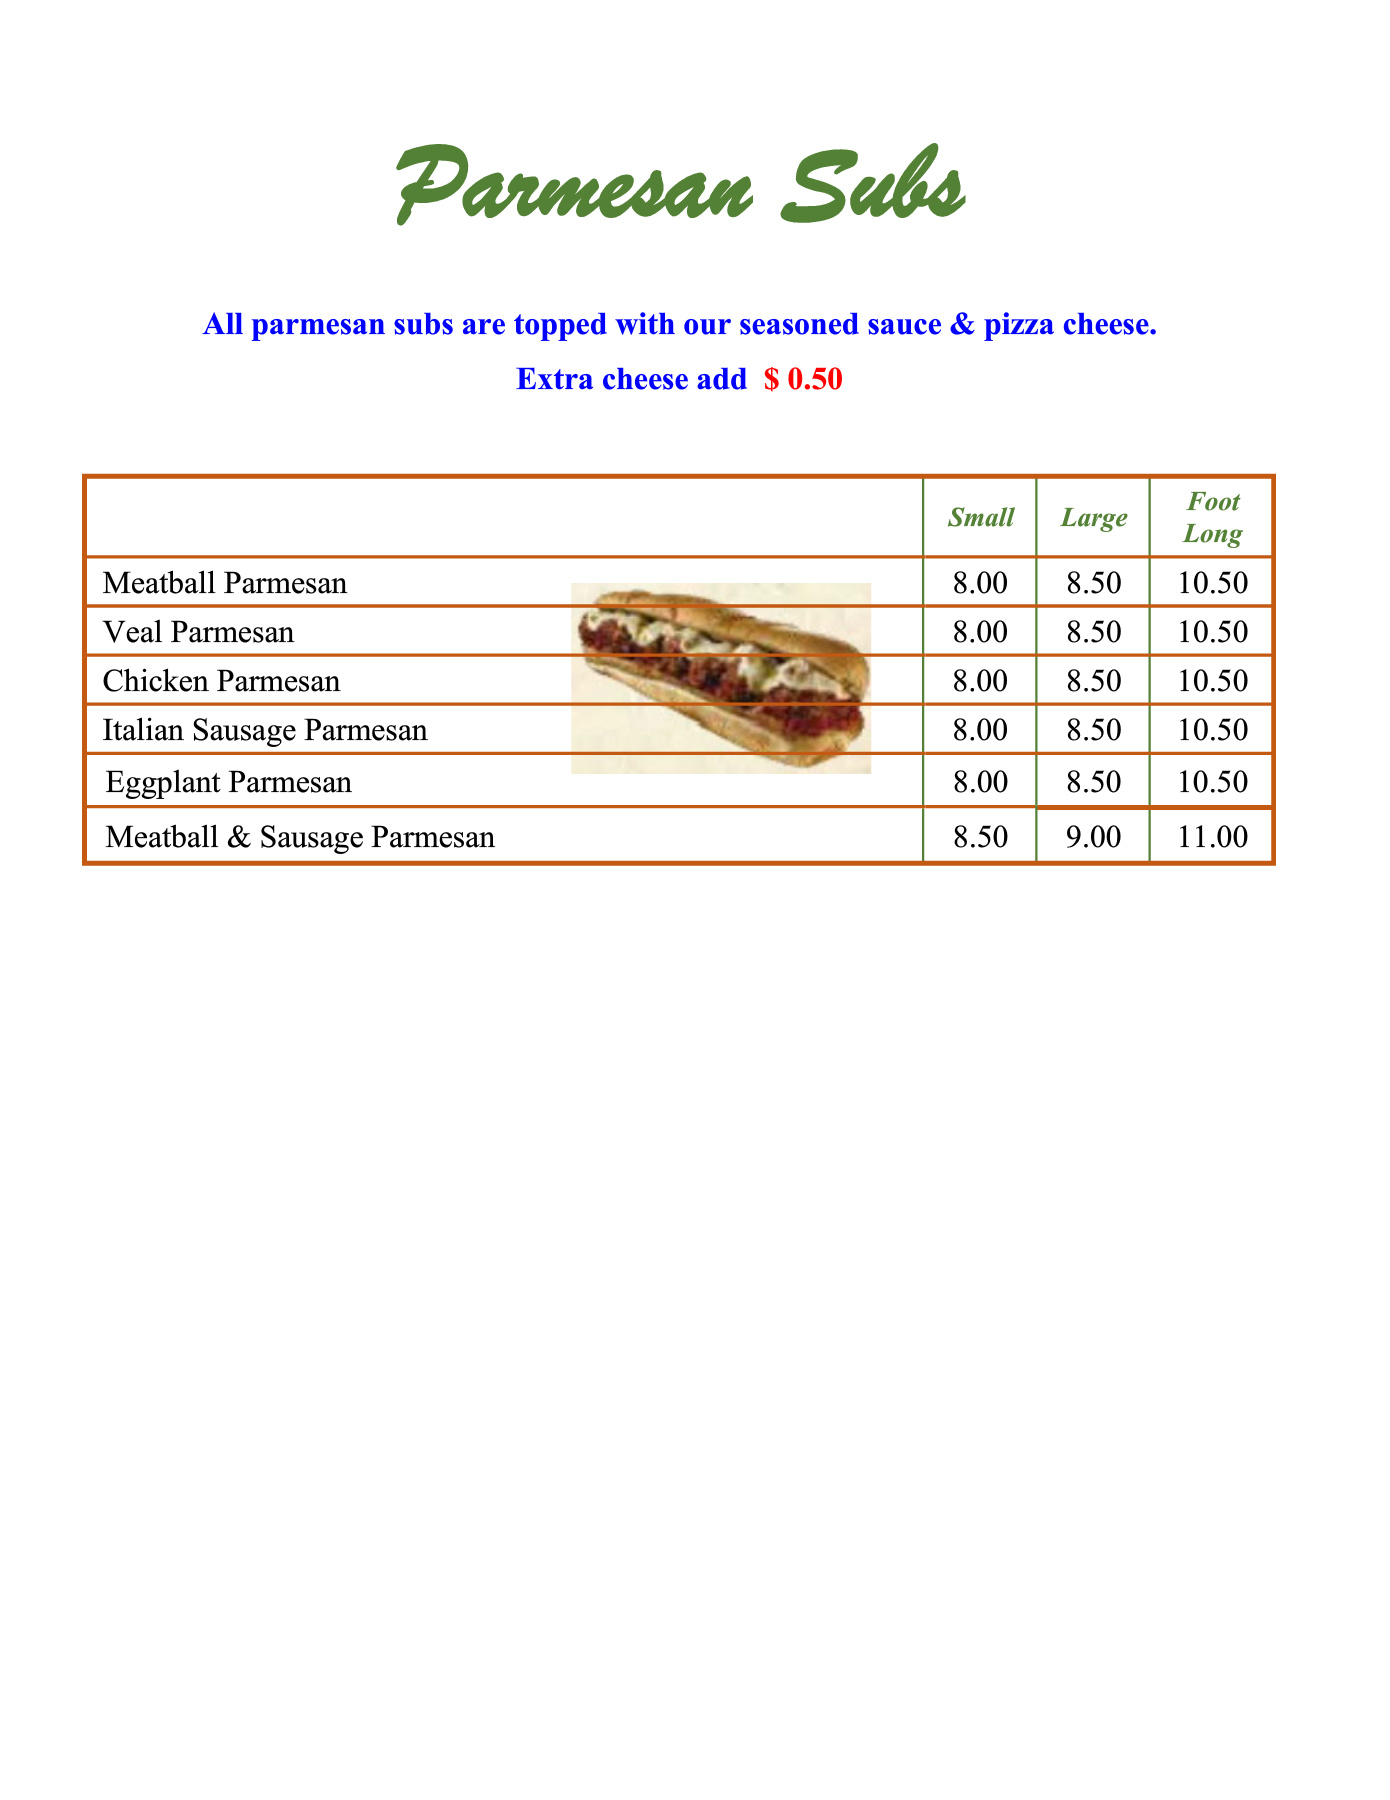 Parmesan Subs
All parmesan subs are topped with our seasoned sauce & pizza cheese.
Extra cheese add $ 0.50
Small Large Foot Long
Meatball Parmesan 8.00 8.50 10.50
Veal Parmesan 8.00 8.50 10.50
Chicken Parmesan 8.00 8.50 10.50
Italian Sausage Parmesan 8.00 8.50 10.50
Eggplant Parmesan 8.00 8.50 10.50
Meatball & Sausage Parmesan 8.50 9.00 11.00